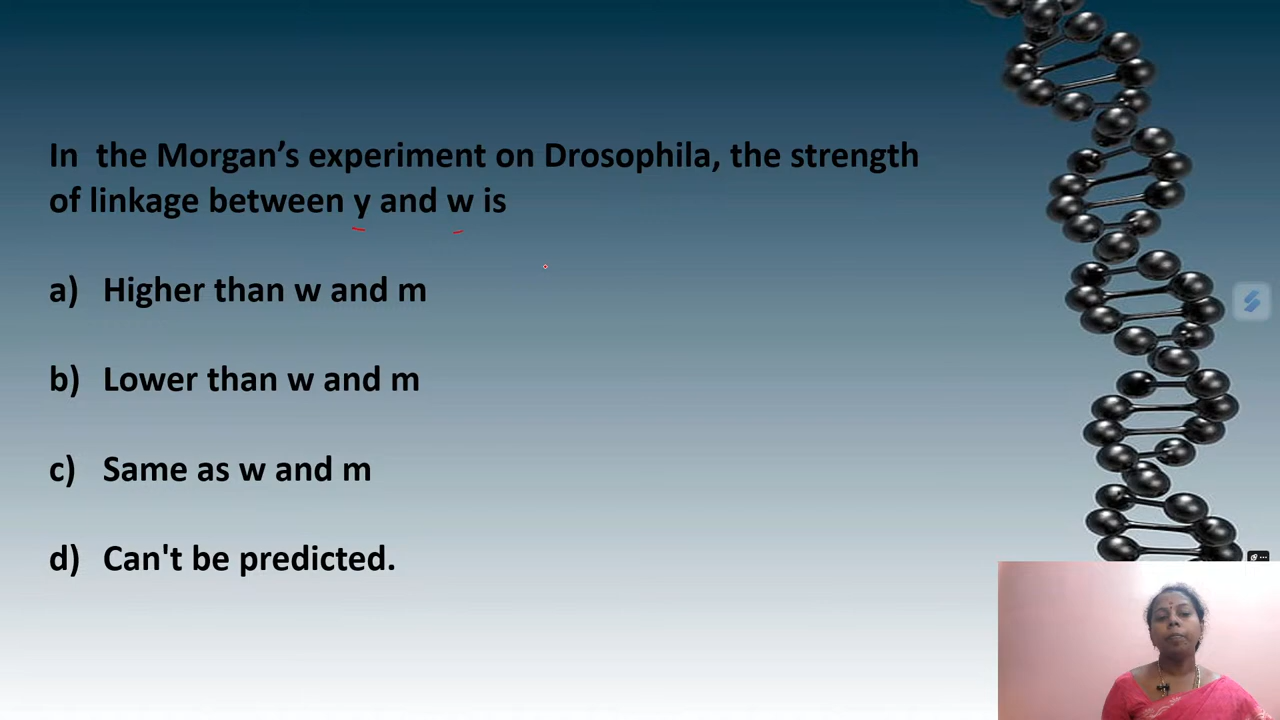 In the Morgan’s experiment on Drosophila, the strength
of linkage between y and w is
a) Higher than w and m
b) Lower than w and m
c) Same as w and m
d) Can't be predicted.